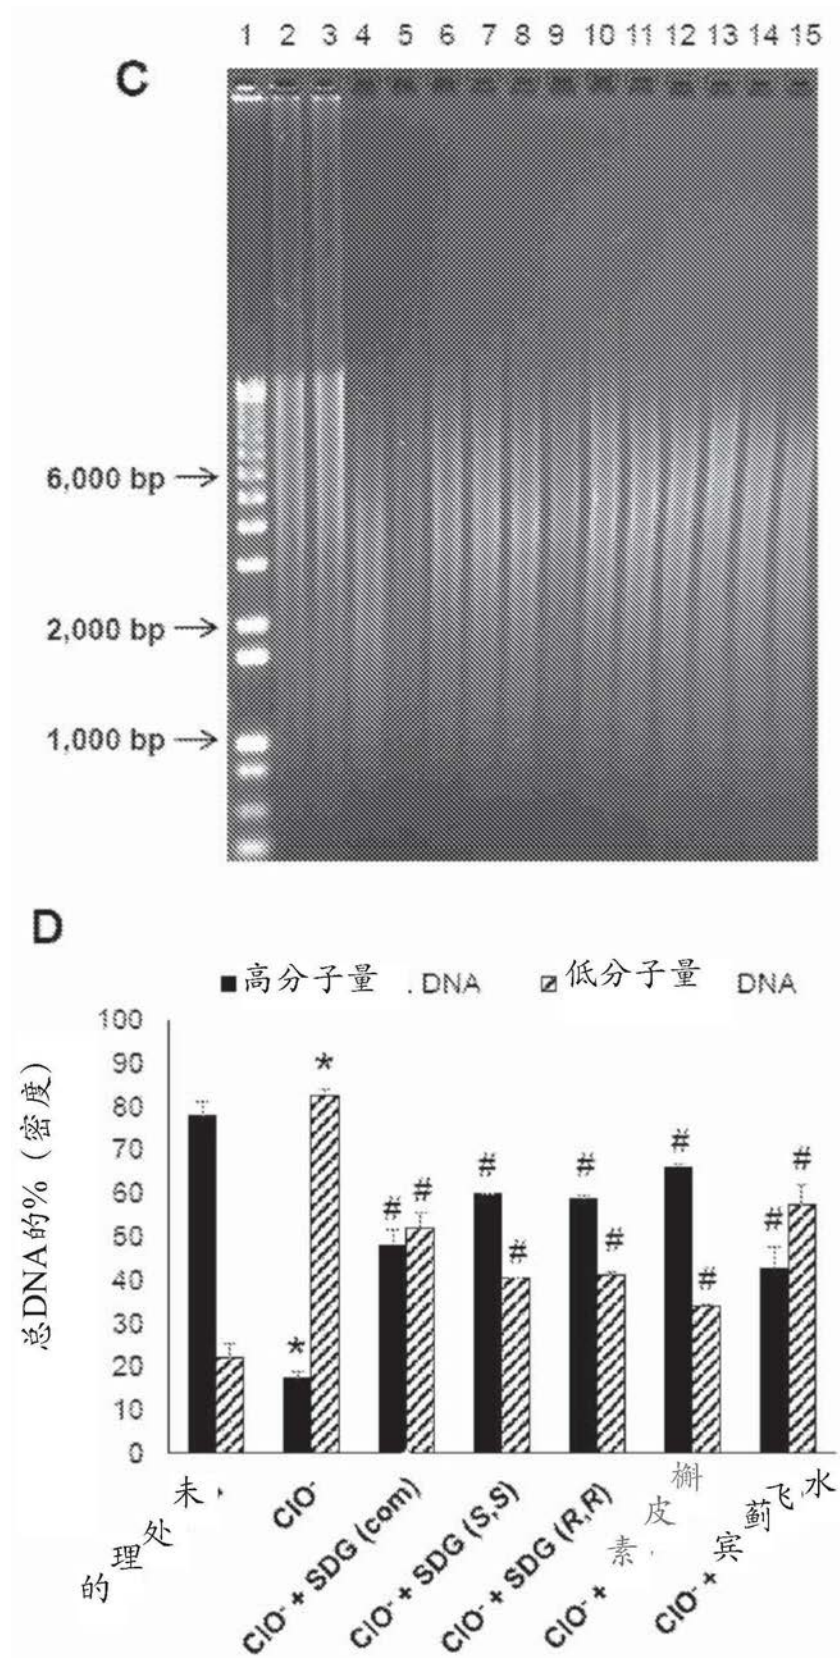 1 2 3 4 5 6 7 8 9 10 11 12 13 14 15
C
6,000 bp →
2,000 bp →
1,000 bp →
D
高分子量 . DNA 低分子量 DNA
总DNA的%（密度）
100
90
80
70
60
50
40
30
20
10
0
*
*
# #
# #
# #
# #
# #
未处理的
ClO⁻
ClO⁻ + SDG (com)
ClO⁻ + SDG (S,S)
ClO⁻ + SDG (R,R)
ClO⁻ + 槲皮素
ClO⁻ + 水飞蓟宾